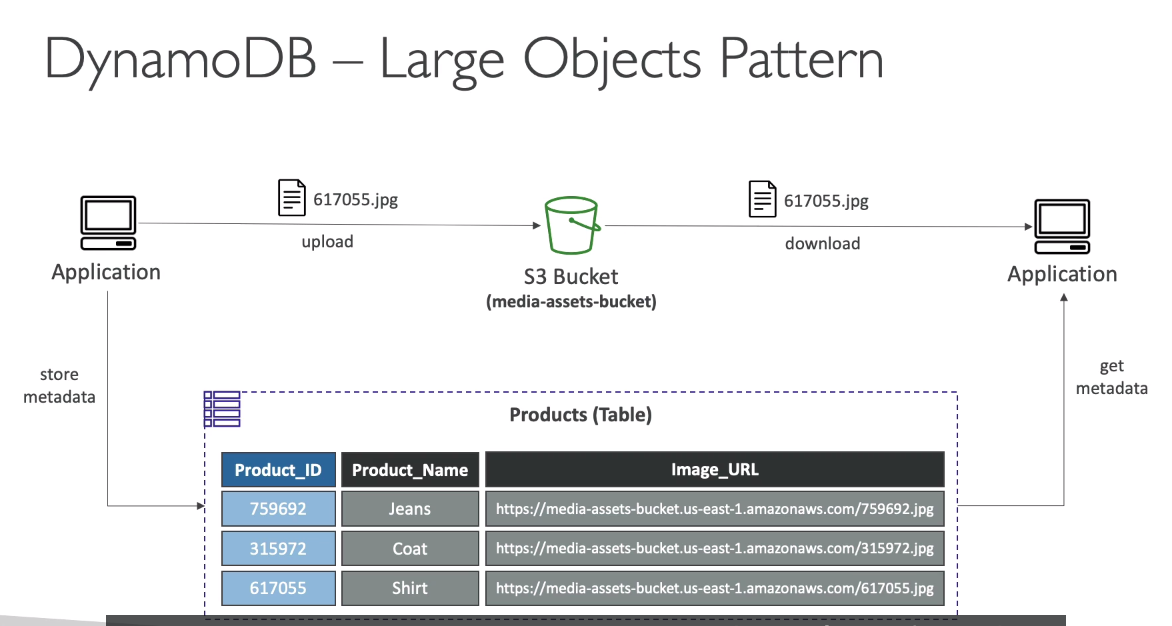 DynamoDB – Large Objects Pattern
617055.jpg
617055.jpg
upload
download
Application
S3 Bucket
(media-assets-bucket)
Application
store
metadata
get
metadata
Products (Table)
Product_ID Product_Name Image_URL
759692 Jeans https://media-assets-bucket.us-east-1.amazonaws.com/759692.jpg
315972 Coat https://media-assets-bucket.us-east-1.amazonaws.com/315972.jpg
617055 Shirt https://media-assets-bucket.us-east-1.amazonaws.com/617055.jpg